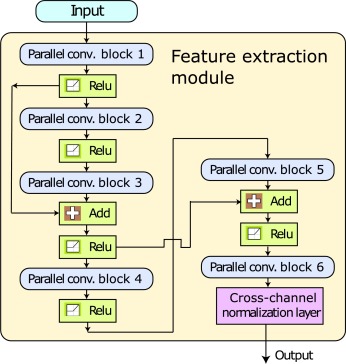 Input
Feature extraction
module
Parallel conv. block 1
Relu
Parallel conv. block 2
Relu
Parallel conv. block 3
Add
Relu
Parallel conv. block 4
Relu
Parallel conv. block 5
Add
Relu
Parallel conv. block 6
Cross-channel
normalization layer
Output